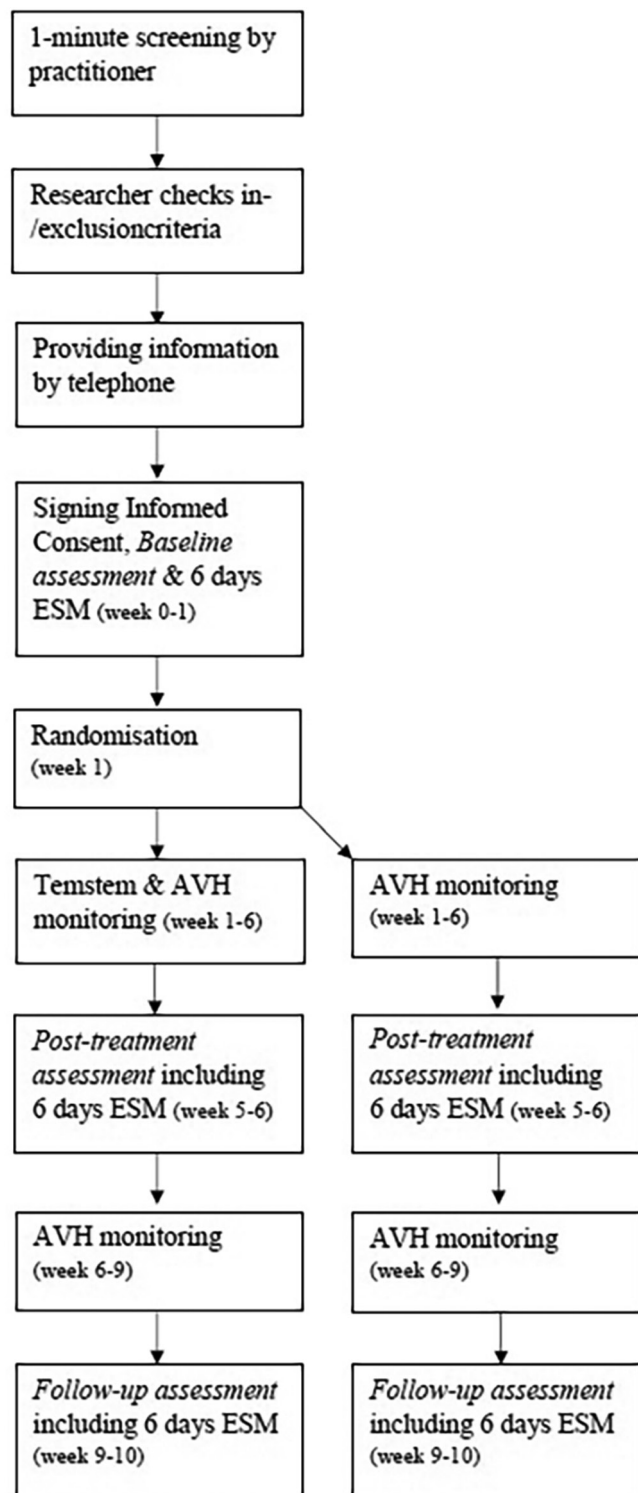 1-minute screening by
practitioner
Researcher checks in-
/exclusioncriteria
Providing information
by telephone
Signing Informed
Consent, Baseline
assessment & 6 days
ESM (week 0-1)
Randomisation
(week 1)
Temstem & AVH
monitoring (week 1-6)
AVH monitoring
(week 1-6)
Post-treatment
assessment including
6 days ESM (week 5-6)
Post-treatment
assessment including
6 days ESM (week 5-6)
AVH monitoring
(week 6-9)
AVH monitoring
(week 6-9)
Follow-up assessment
including 6 days ESM
(week 9-10)
Follow-up assessment
including 6 days ESM
(week 9-10)